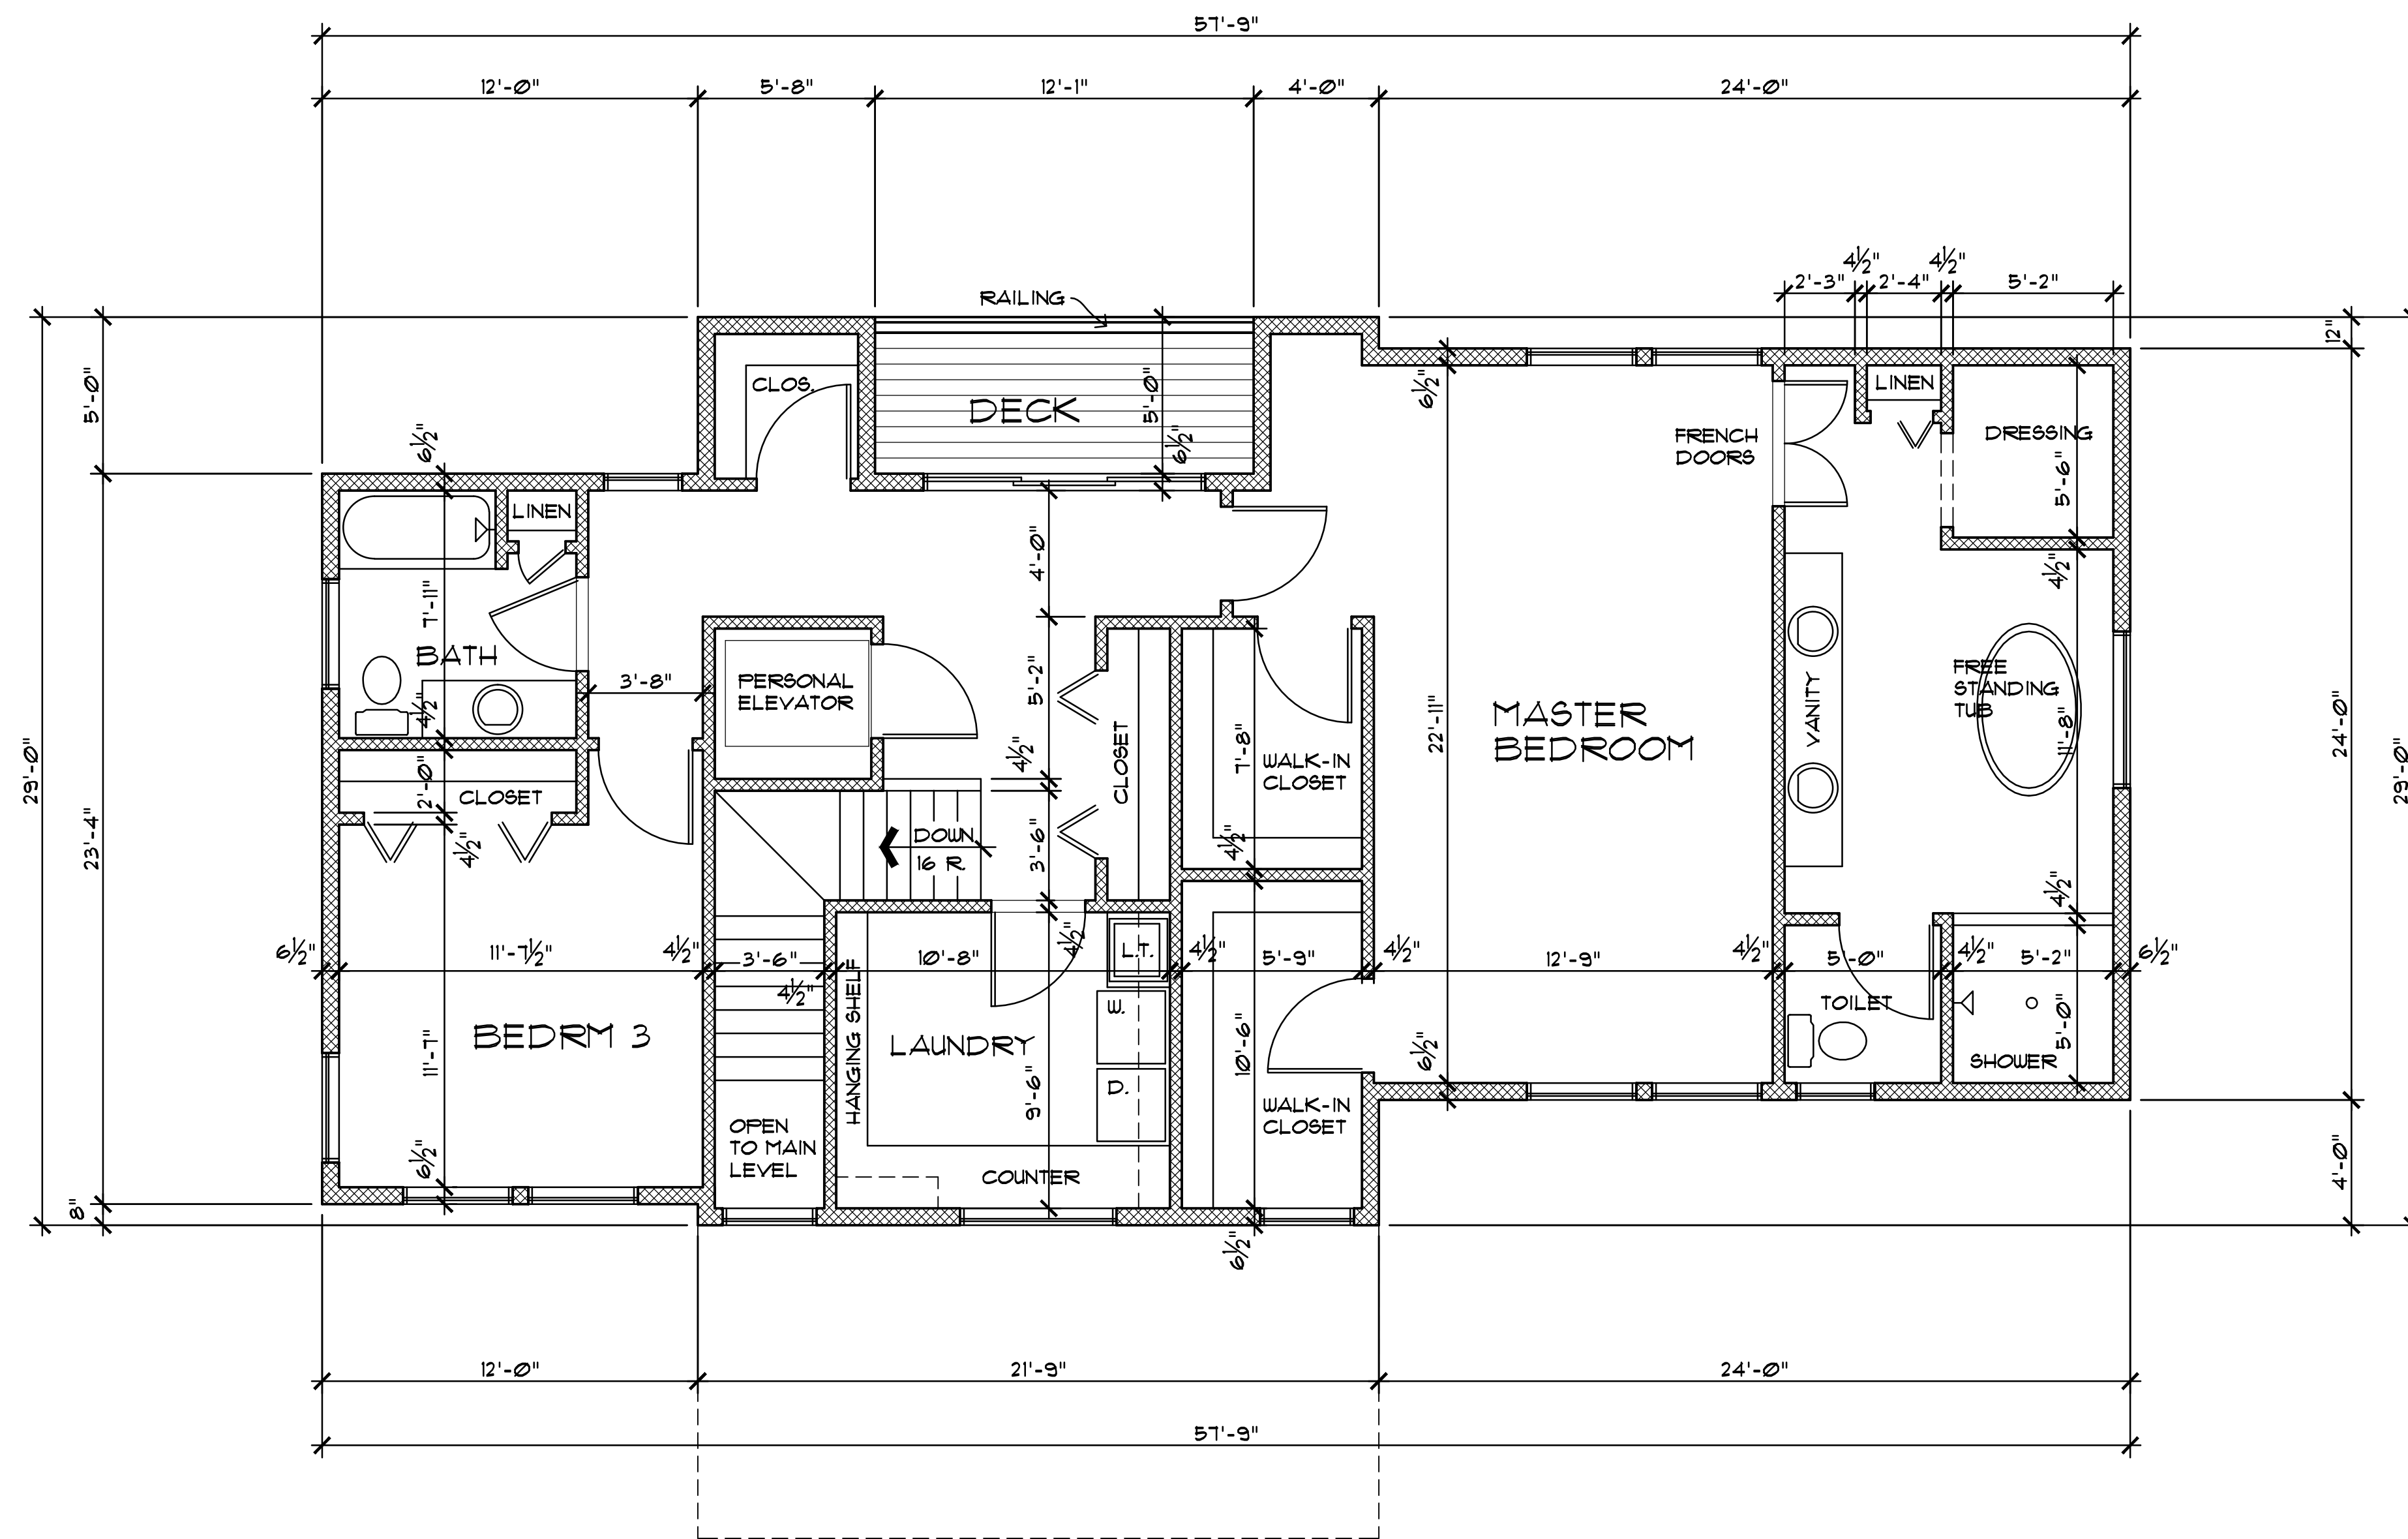 57'-9"
12'-0"
5'-8"
12'-1"
4'-0"
24'-0"
4½"
4½"
2'-3"
2'-4"
5'-2"
RAILING
12"
5'-0"
6½"
CLOS.
DECK
5'-0"
6½"
6½"
LINEN
FRENCH
DOORS
DRESSING
5'-6"
LINEN
4'-0"
4½"
7'-11"
BATH
3'-8"
PERSONAL
ELEVATOR
5'-2"
FREE
STANDING
TUB
4½"
MASTER
BEDROOM
22'-11"
VANITY
11'-8"
24'-0"
29'-0"
29'-0"
4½"
CLOSET
7'-8"
WALK-IN
CLOSET
2'-0"
CLOSET
23'-4"
4½"
DOWN
16 R.
3'-6"
4½"
4½"
6½"
11'-7½"
4½"
3'-6"
4½"
10'-8"
4½"
L.T.
4½"
5'-9"
4½"
12'-9"
4½"
5'-0"
4½"
5'-2"
6½"
HANGING SHELF
W.
TOILET
BEDRM 3
11'-7"
LAUNDRY
9'-6"
10'-6"
6½"
5'-0"
SHOWER
D.
WALK-IN
CLOSET
OPEN
TO MAIN
LEVEL
6½"
COUNTER
4'-0"
8"
6½"
12'-0"
21'-9"
24'-0"
57'-9"